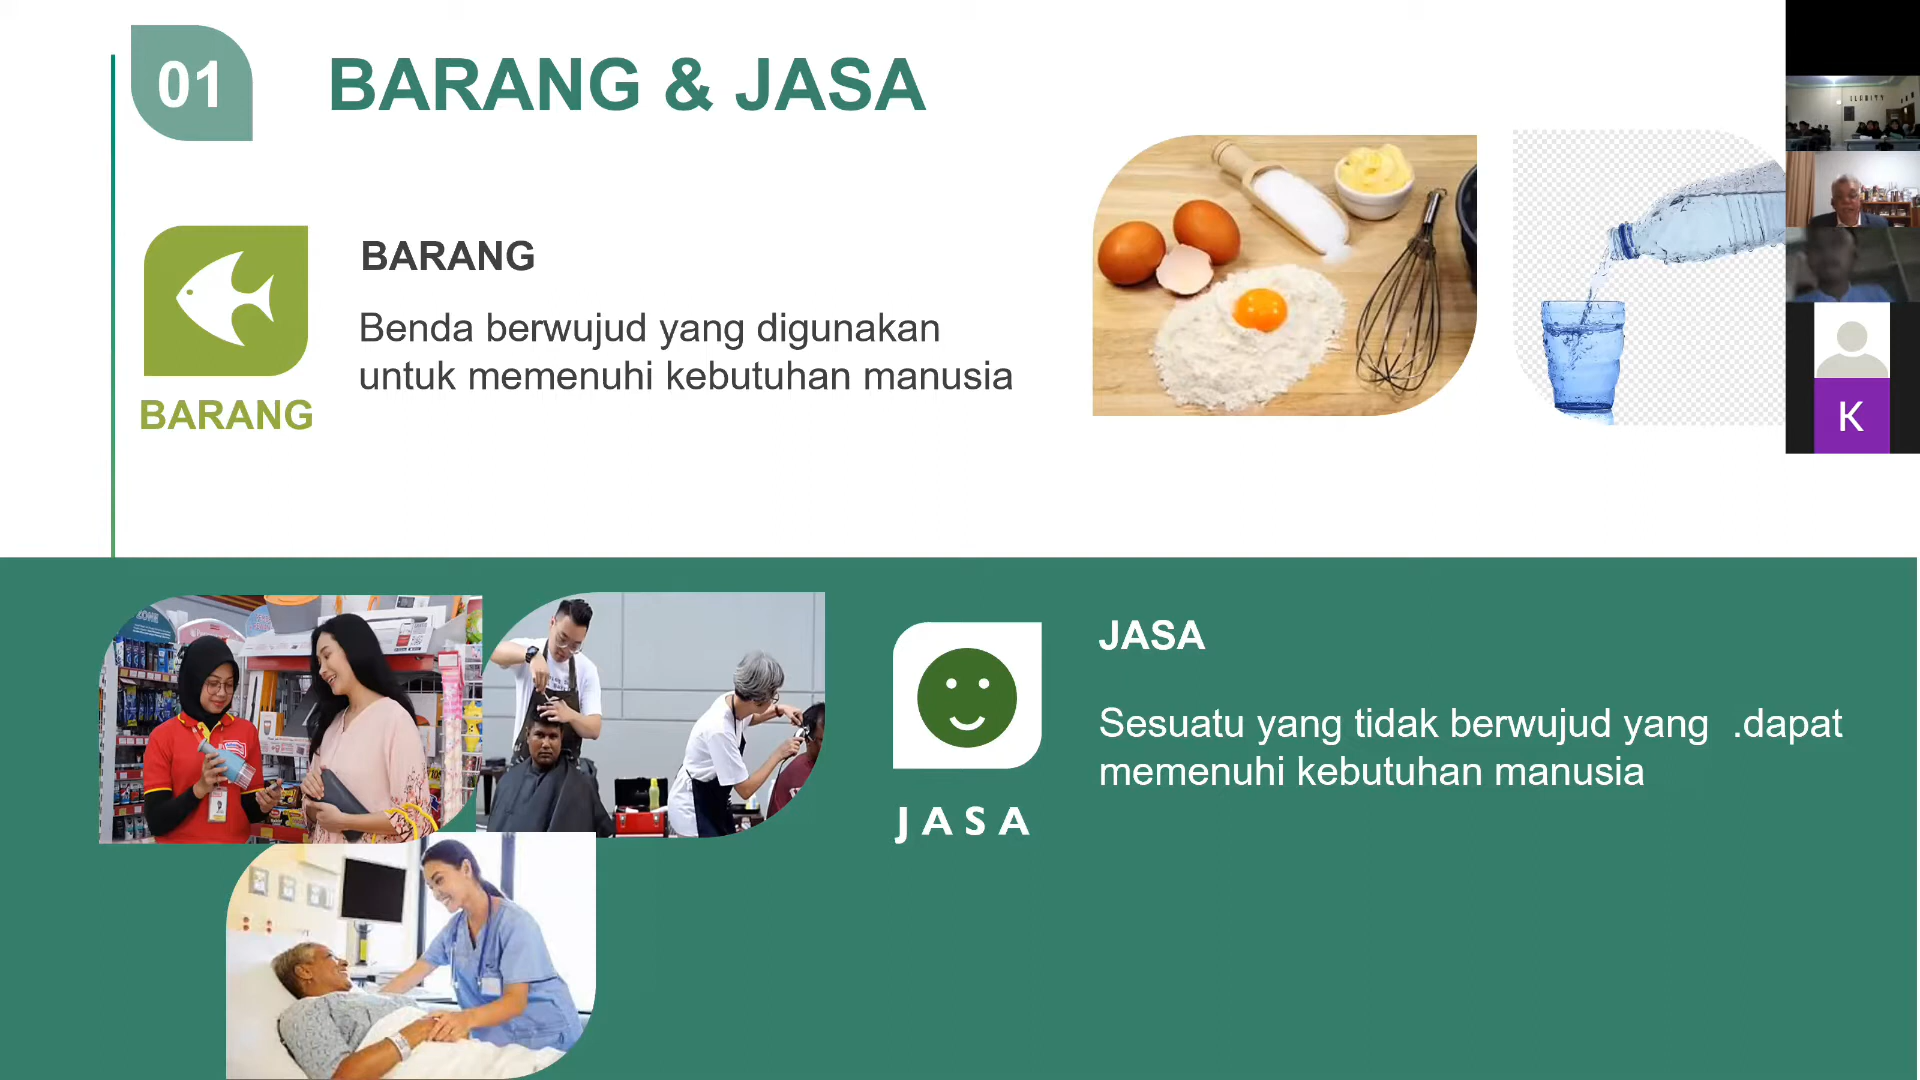 01
BARANG & JASA
BARANG
Benda berwujud yang digunakan
untuk memenuhi kebutuhan manusia
BARANG
K
JASA
Sesuatu yang tidak berwujud yang  .dapat
memenuhi kebutuhan manusia
JASA